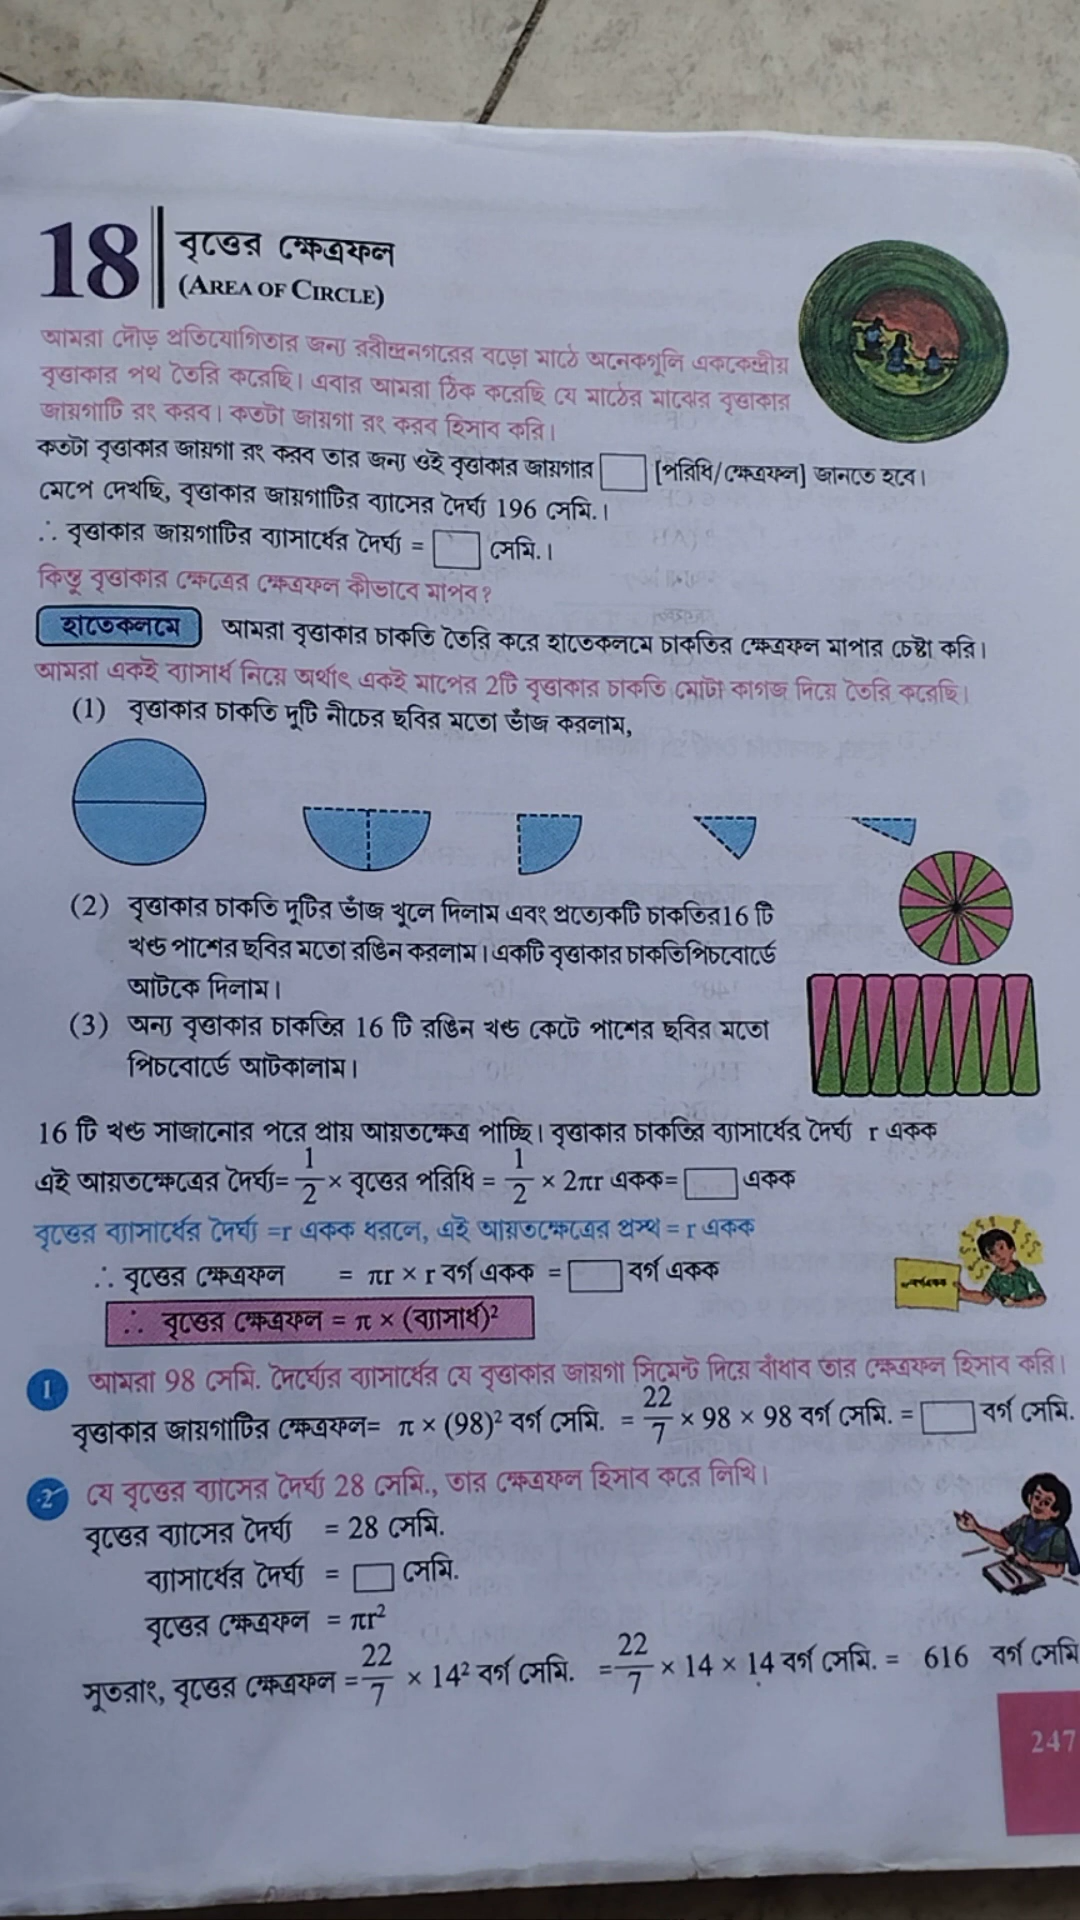 18
বৃত্তের ক্ষেত্রফল
(AREA OF CIRCLE)
আমরা দৌড় প্রতিযোগিতার জন্য রবীন্দ্রনগরের বড়ো মাঠে অনেকগুলি এককেন্দ্রীয়
বৃত্তাকার পথ তৈরি করেছি। এবার আমরা ঠিক করেছি যে মাঠের মাঝের বৃত্তাকার
জায়গাটি রং করব। কতটা জায়গা রং করব হিসাব করি।
কতটা বৃত্তাকার জায়গা রং করব তার জন্য ওই বৃত্তাকার জায়গার □ [পরিধি/ক্ষেত্রফল] জানতে হবে।
মেপে দেখছি, বৃত্তাকার জায়গাটির ব্যাসের দৈর্ঘ্য 196 সেমি.।
∴ বৃত্তাকার জায়গাটির ব্যাসার্ধের দৈর্ঘ্য = □ সেমি.।
কিন্তু বৃত্তাকার ক্ষেত্রের ক্ষেত্রফল কীভাবে মাপব?
হাতেকলমে আমরা বৃত্তাকার চাকতি তৈরি করে হাতেকলমে চাকতির ক্ষেত্রফল মাপার চেষ্টা করি।
আমরা একই ব্যাসার্ধ নিয়ে অর্থাৎ একই মাপের 2টি বৃত্তাকার চাকতি মোটা কাগজ দিয়ে তৈরি করেছি।
(1) বৃত্তাকার চাকতি দুটি নীচের ছবির মতো ভাঁজ করলাম,
(2) বৃত্তাকার চাকতি দুটির ভাঁজ খুলে দিলাম এবং প্রত্যেকটি চাকতির16 টি
খণ্ড পাশের ছবির মতো রঙিন করলাম। একটি বৃত্তাকার চাকতিপিচবোর্ডে
আটকে দিলাম।
(3) অন্য বৃত্তাকার চাকতির 16 টি রঙিন খণ্ড কেটে পাশের ছবির মতো
পিচবোর্ডে আটকালাম।
16 টি খণ্ড সাজানোর পরে প্রায় আয়তক্ষেত্র পাচ্ছি। বৃত্তাকার চাকতির ব্যাসার্ধের দৈর্ঘ্য r একক
এই আয়তক্ষেত্রের দৈর্ঘ্য= 1/2 × বৃত্তের পরিধি = 1/2 × 2πr একক= □ একক
বৃত্তের ব্যাসার্ধের দৈর্ঘ্য =r একক ধরলে, এই আয়তক্ষেত্রের প্রস্থ = r একক
∴ বৃত্তের ক্ষেত্রফল = πr × r বর্গ একক = □ বর্গ একক
∴ বৃত্তের ক্ষেত্রফল = π × (ব্যাসার্ধ)²
1 আমরা 98 সেমি. দৈর্ঘ্যের ব্যাসার্ধের যে বৃত্তাকার জায়গা সিমেন্ট দিয়ে বাঁধাব তার ক্ষেত্রফল হিসাব করি।
বৃত্তাকার জায়গাটির ক্ষেত্রফল= π × (98)² বর্গ সেমি. = 22/7 × 98 × 98 বর্গ সেমি. = □ বর্গ সেমি.
2 যে বৃত্তের ব্যাসের দৈর্ঘ্য 28 সেমি., তার ক্ষেত্রফল হিসাব করে লিখি।
বৃত্তের ব্যাসের দৈর্ঘ্য = 28 সেমি.
ব্যাসার্ধের দৈর্ঘ্য = □ সেমি.
বৃত্তের ক্ষেত্রফল = πr²
সুতরাং, বৃত্তের ক্ষেত্রফল = 22/7 × 14² বর্গ সেমি. = 22/7 × 14 × 14 বর্গ সেমি. = 616 বর্গ সেমি
247